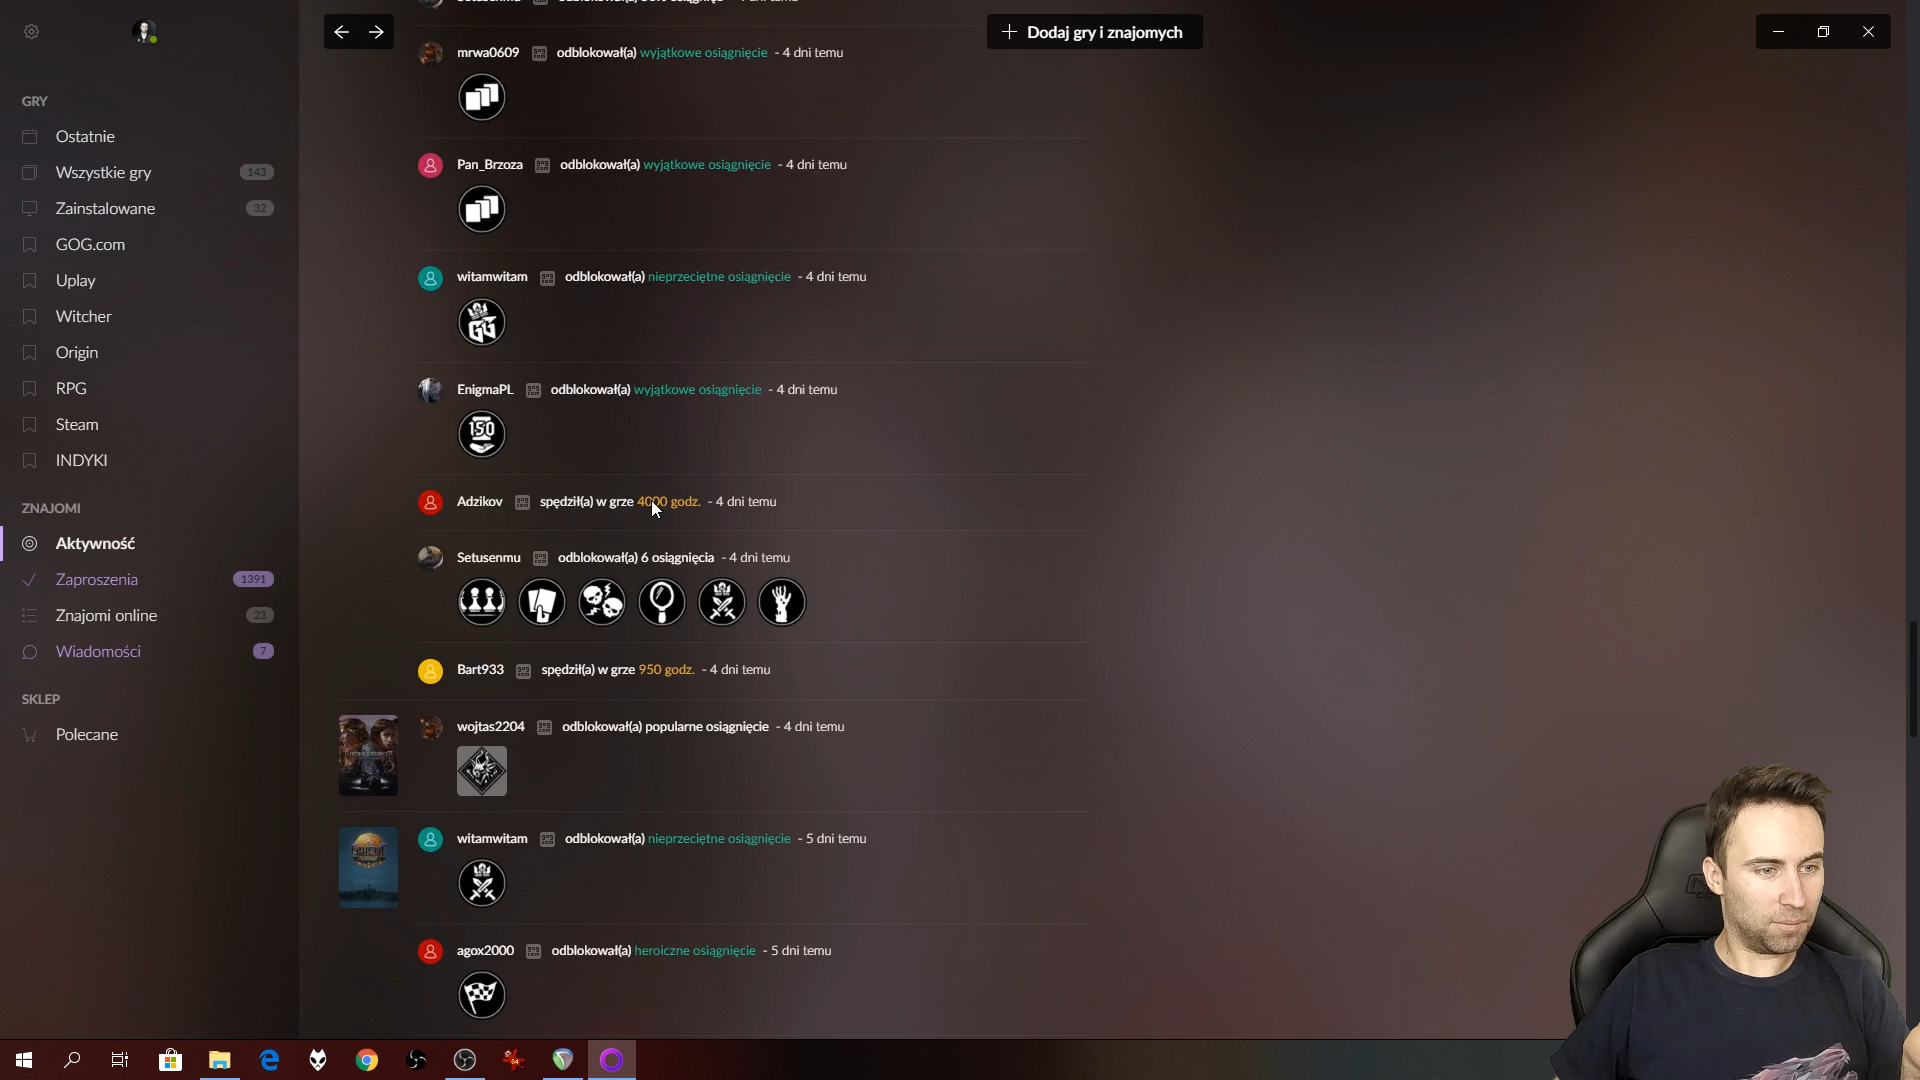 Dodaj gry i znajomych
GRY
Ostatnie
Wszystkie gry 143
Zainstalowane 32
GOG.com
Uplay
Witcher
Origin
RPG
Steam
INDYKI
ZNAJOMI
Aktywność
Zaproszenia 1391
Znajomi online 23
Wiadomości 7
SKLEP
Polecane
mrwa0609 odblokował(a) wyjątkowe osiągnięcie - 4 dni temu
Pan_Brzoza odblokował(a) wyjątkowe osiągnięcie - 4 dni temu
witamwitam odblokował(a) nieprzeciętne osiągnięcie - 4 dni temu
EnigmaPL odblokował(a) wyjątkowe osiągnięcie - 4 dni temu
150
Adzikov spędził(a) w grze 4000 godz. - 4 dni temu
Setusenmu odblokował(a) 6 osiągnięcia - 4 dni temu
Bart933 spędził(a) w grze 950 godz. - 4 dni temu
wojtas2204 odblokował(a) popularne osiągnięcie - 4 dni temu
witamwitam odblokował(a) nieprzeciętne osiągnięcie - 5 dni temu
agox2000 odblokował(a) heroiczne osiągnięcie - 5 dni temu